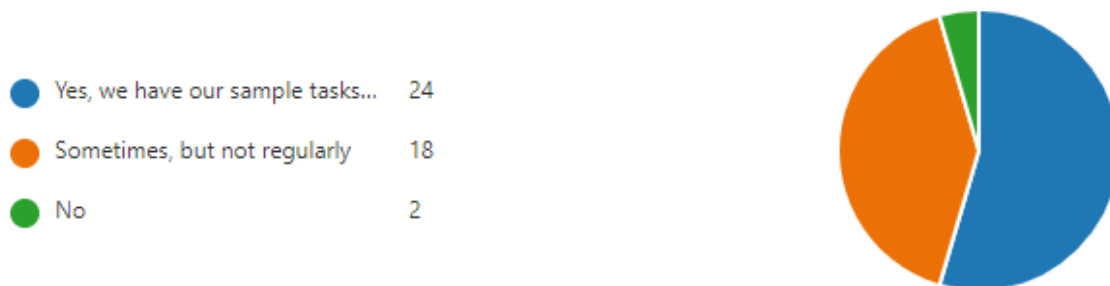 Yes, we have our sample tasks... 24
Sometimes, but not regularly 18
No 2